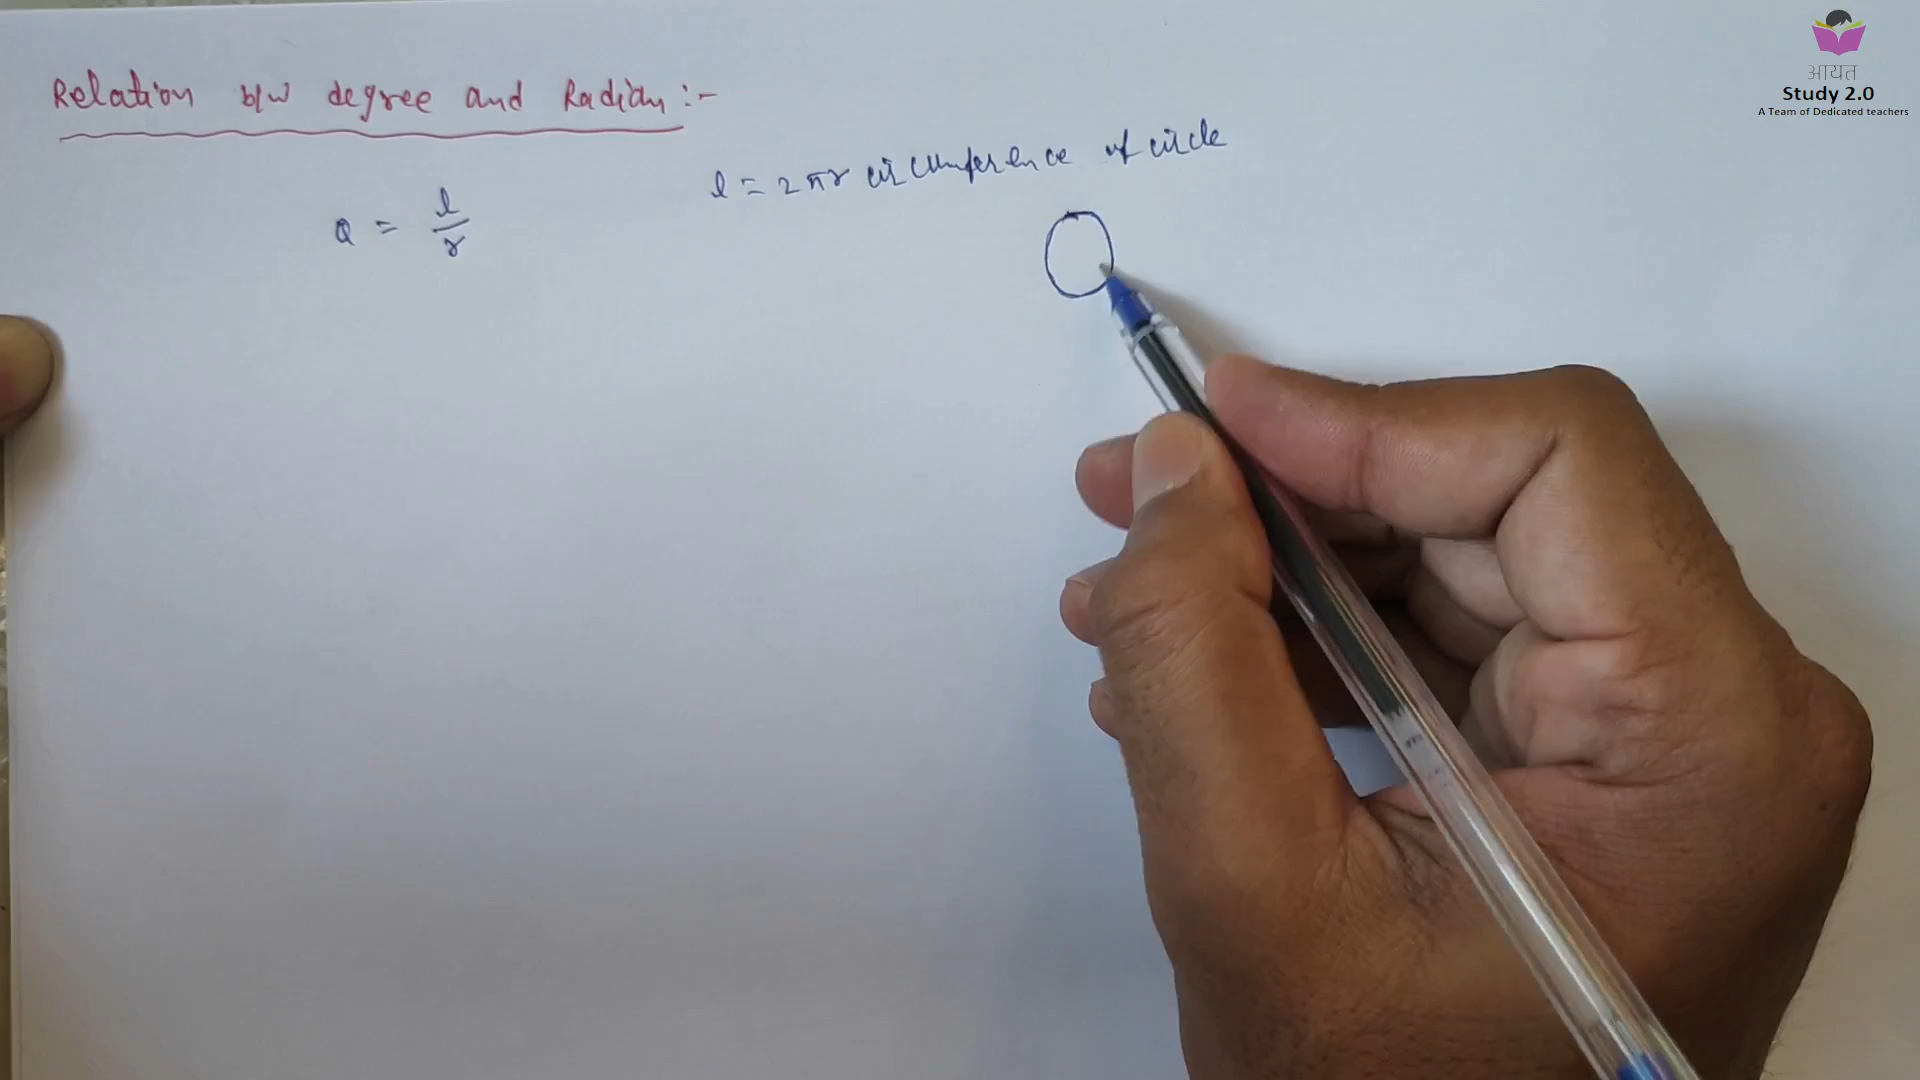 Relation b/w degree and Radian :-
l = 2πr circumference of circle
θ = l/r
आयत
Study 2.0
A Team of Dedicated teachers